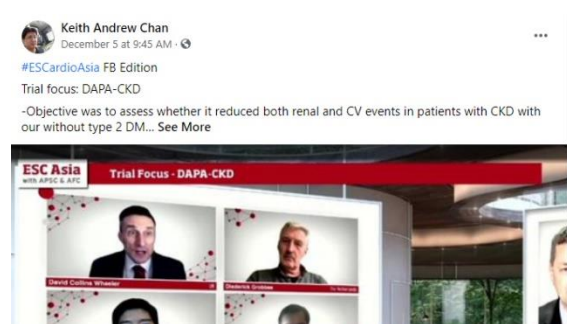 Keith Andrew Chan
December 5 at 9:45 AM ·
#ESCardioAsia FB Edition
Trial focus: DAPA-CKD
-Objective was to assess whether it reduced both renal and CV events in patients with CKD with
our without type 2 DM... See More
ESC Asia
with APSC & AFC
Trial Focus - DAPA-CKD
David Collins Wheeler
Diederick Grobbee